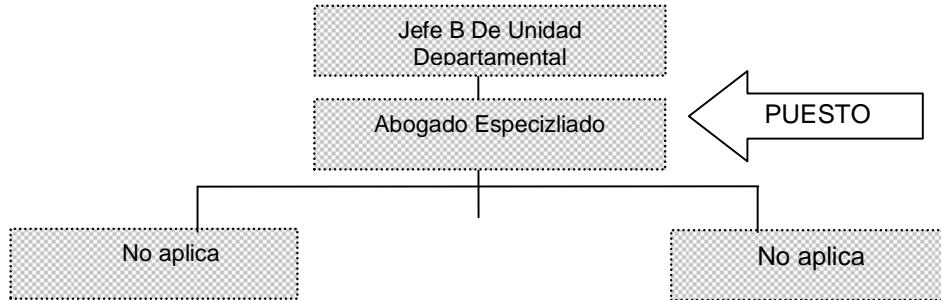 Jefe B De Unidad
Departamental
Abogado Especizliado
PUESTO
No aplica
No aplica